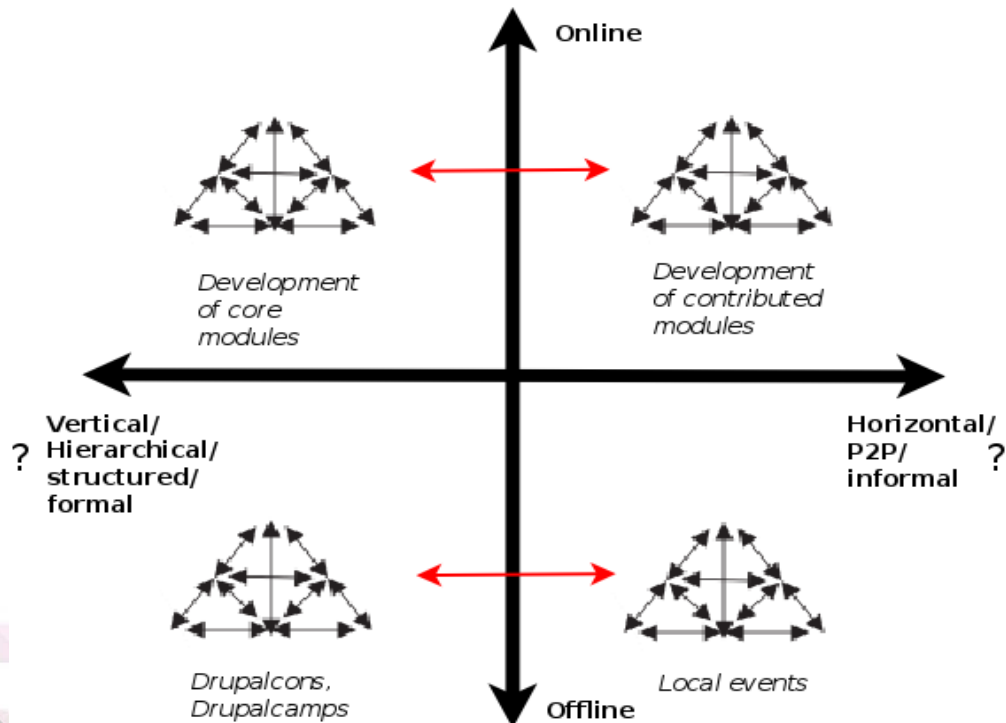 Online
Development
of core
modules
Development
of contributed
modules
Vertical/
? Hierarchical/
structured/
formal
Horizontal/
P2P/ ?
informal
Drupalcons,
Drupalcamps
Local events
Offline